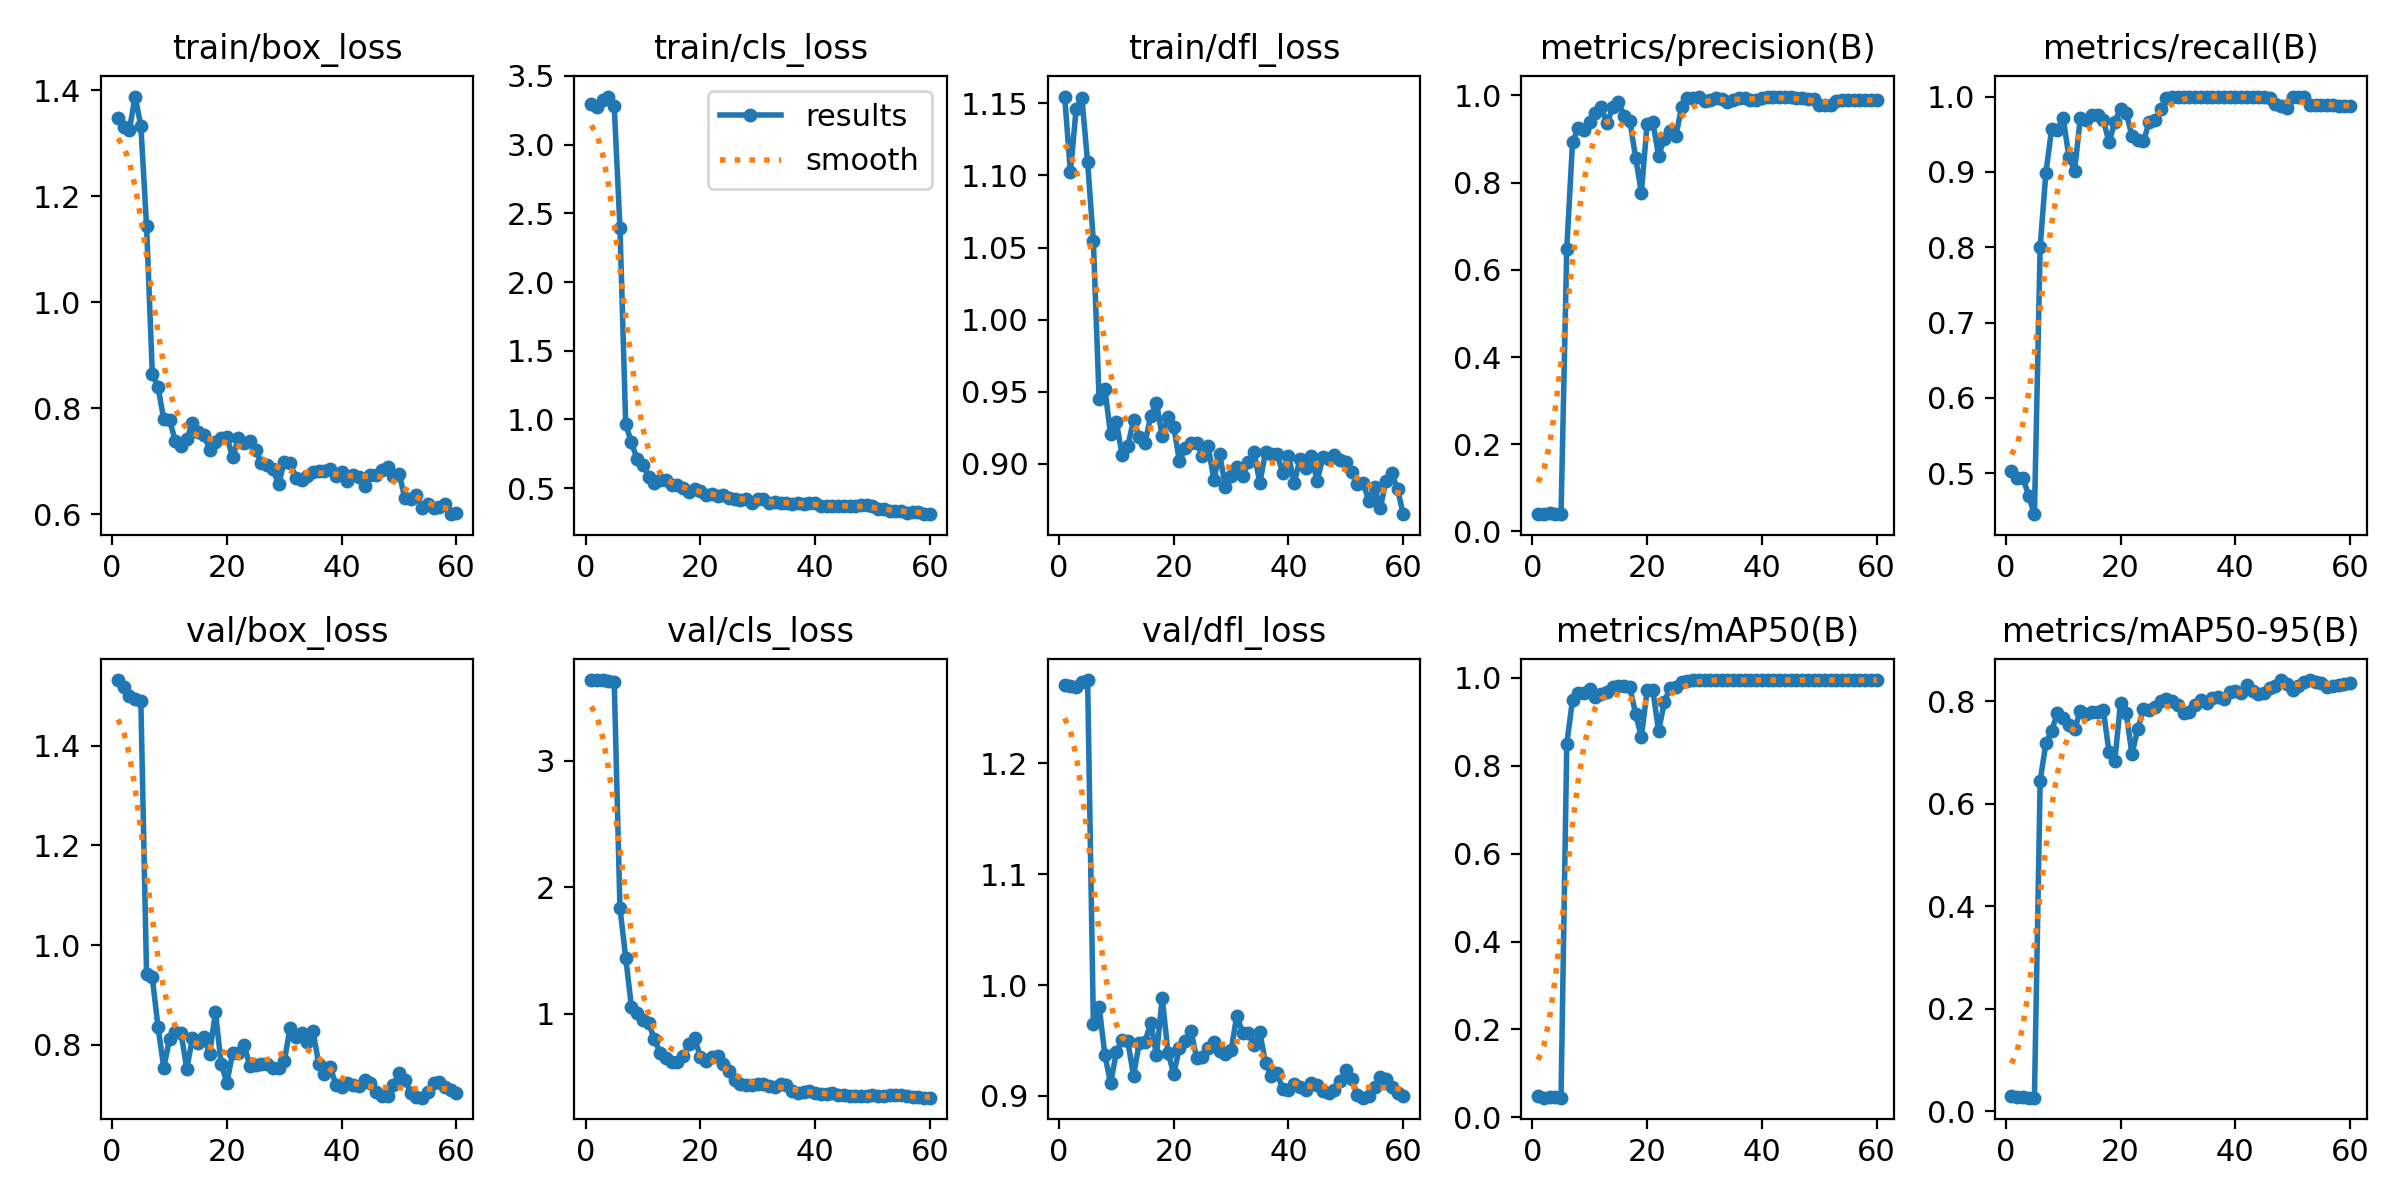 train/box_loss
1.4
1.2
1.0
0.8
0.6
0 20 40 60
train/cls_loss
3.5
3.0
2.5
2.0
1.5
1.0
0.5
0 20 40 60
results
smooth
train/dfl_loss
1.15
1.10
1.05
1.00
0.95
0.90
0 20 40 60
metrics/precision(B)
1.0
0.8
0.6
0.4
0.2
0.0
0 20 40 60
metrics/recall(B)
1.0
0.9
0.8
0.7
0.6
0.5
0 20 40 60
val/box_loss
1.4
1.2
1.0
0.8
0 20 40 60
val/cls_loss
3
2
1
0 20 40 60
val/dfl_loss
1.2
1.1
1.0
0.9
0 20 40 60
metrics/mAP50(B)
1.0
0.8
0.6
0.4
0.2
0.0
0 20 40 60
metrics/mAP50-95(B)
0.8
0.6
0.4
0.2
0.0
0 20 40 60